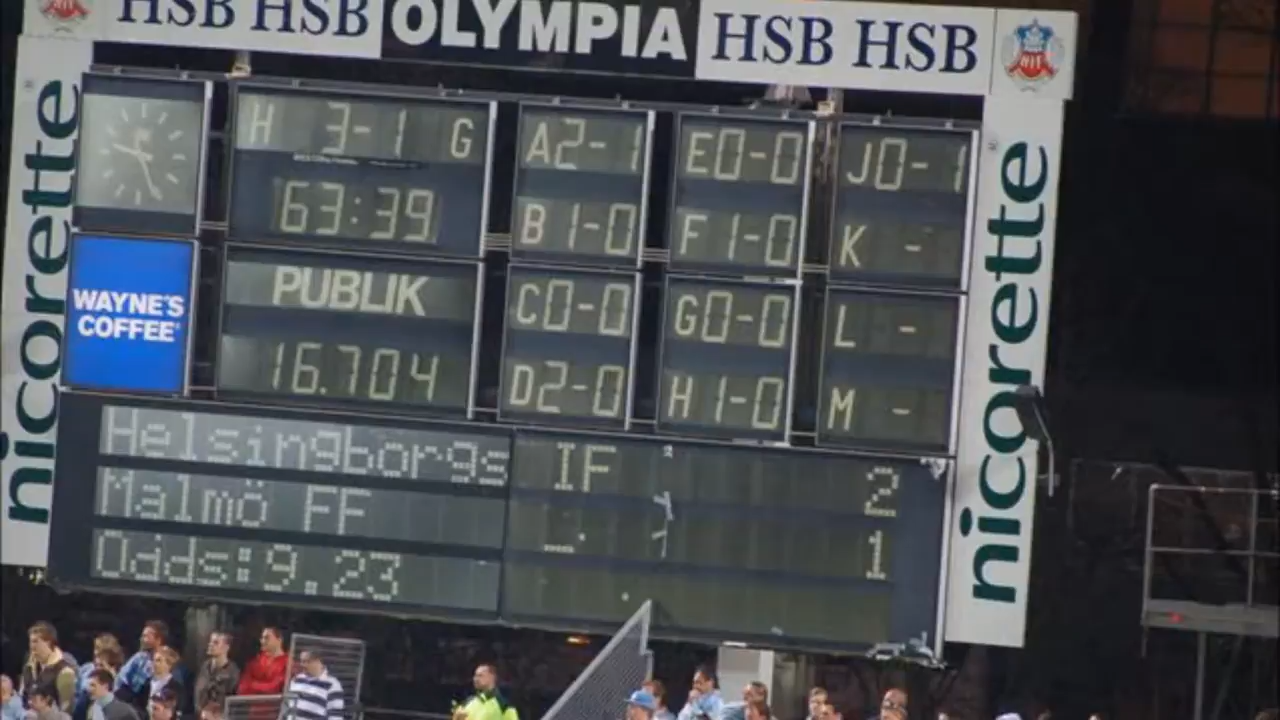 HSB HSB OLYMPIA HSB HSB
HIF
nicorette
H 3-1 G
63:39
A2-1
B1-0
E0-0
F1-0
J0-1
K -
WAYNE'S
COFFEE
PUBLIK
16.704
C0-0
D2-0
G0-0
H1-0
L -
M -
Helsingborgs IF 2
Malmö FF 1
Odds:9.23
nicorette